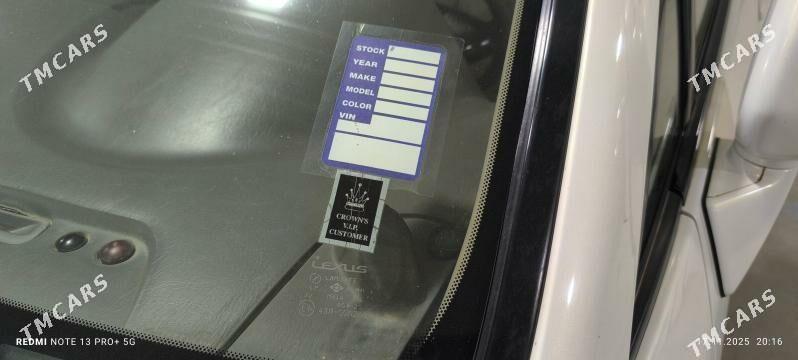 TMCARS
TMCARS
STOCK #
YEAR
MAKE
MODEL
COLOR
VIN
CROWN'S
V.I.P.
CUSTOMER
LEXUS
TMCARS
TMCARS
REDMI NOTE 13 PRO+ 5G
2025 20:16